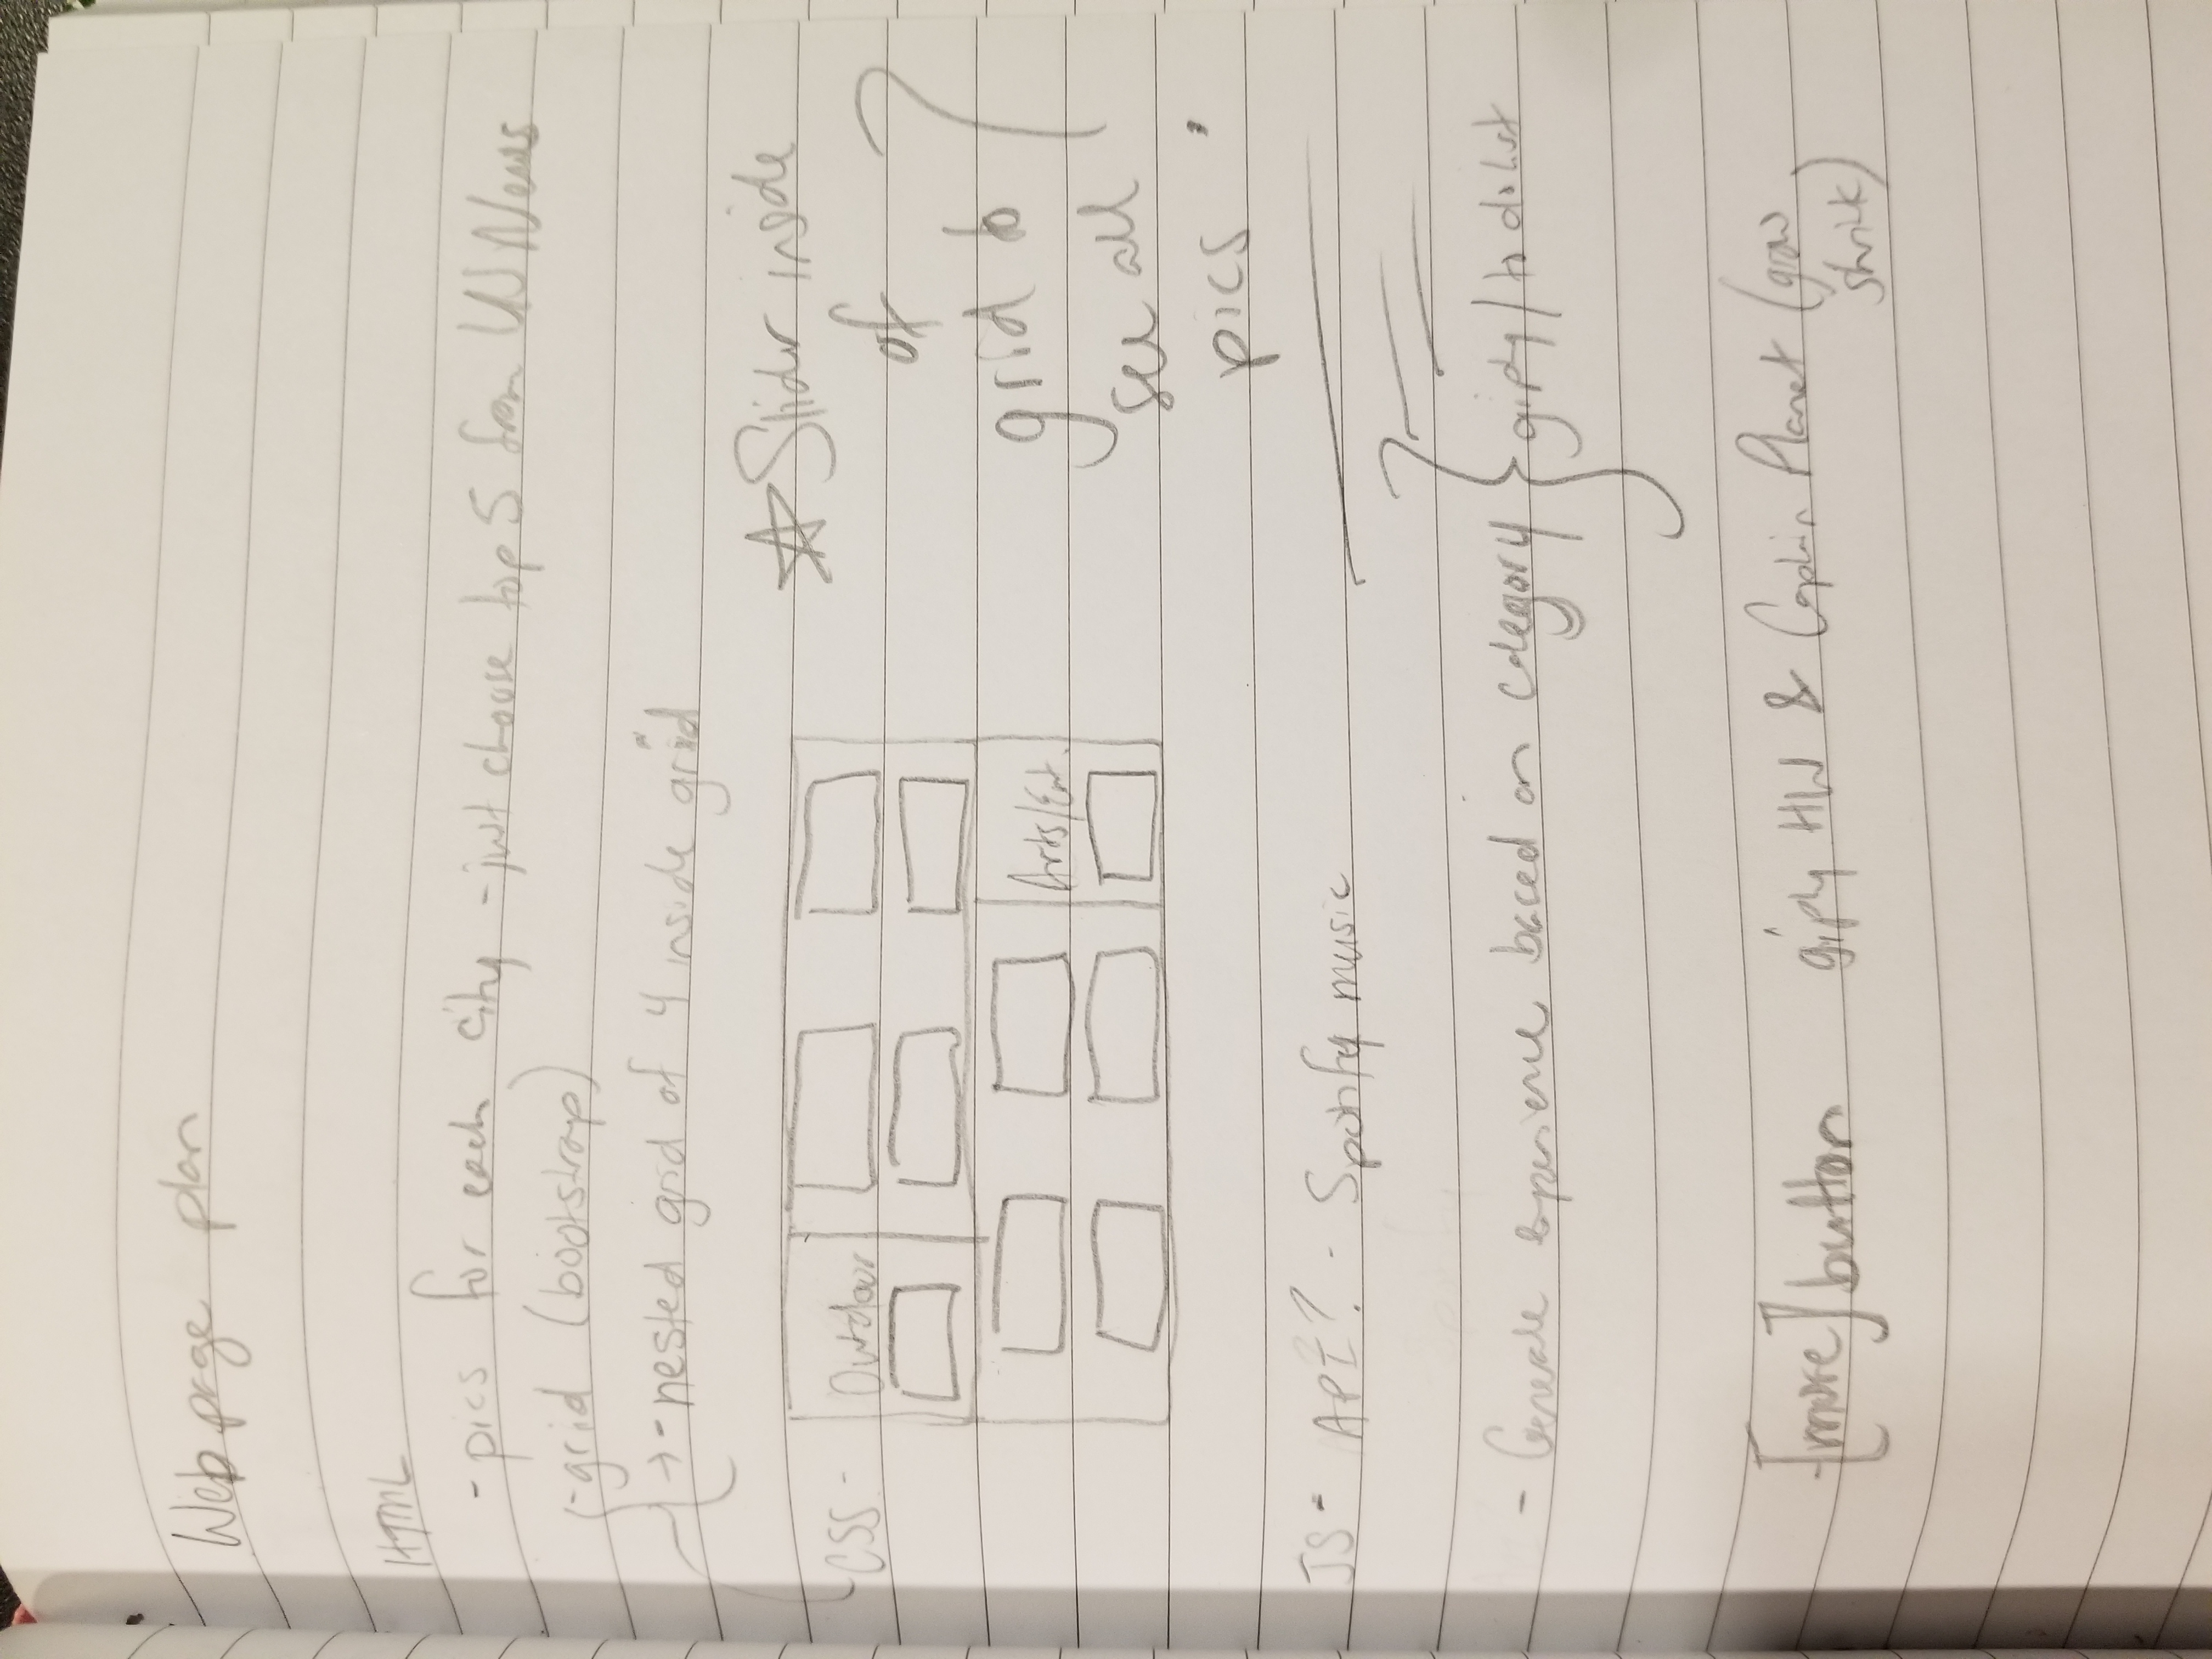 Web page plan
HTML
- pics for each city - just choose top 5 from US News
- grid (bootstrap)
→ - nested grid of 4 inside grid
☆ Slider inside
of
grid to
see all
pics ?
CSS -
Outdoor
Arts/Ent.
JS - API? - Spotify music
- Generate experience based on category } giphy / to do list
- [more] button giphy HW & Captain Planet (grow
shrink)